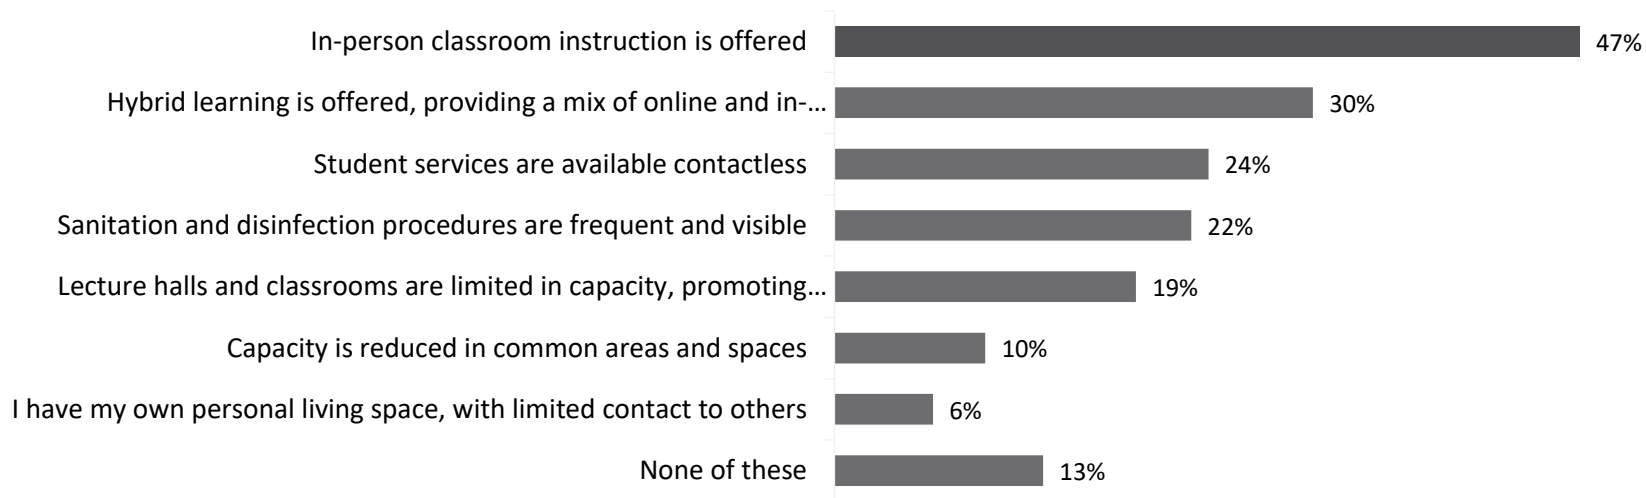 In-person classroom instruction is offered 47%
Hybrid learning is offered, providing a mix of online and in-... 30%
Student services are available contactless 24%
Sanitation and disinfection procedures are frequent and visible 22%
Lecture halls and classrooms are limited in capacity, promoting... 19%
Capacity is reduced in common areas and spaces 10%
I have my own personal living space, with limited contact to others 6%
None of these 13%